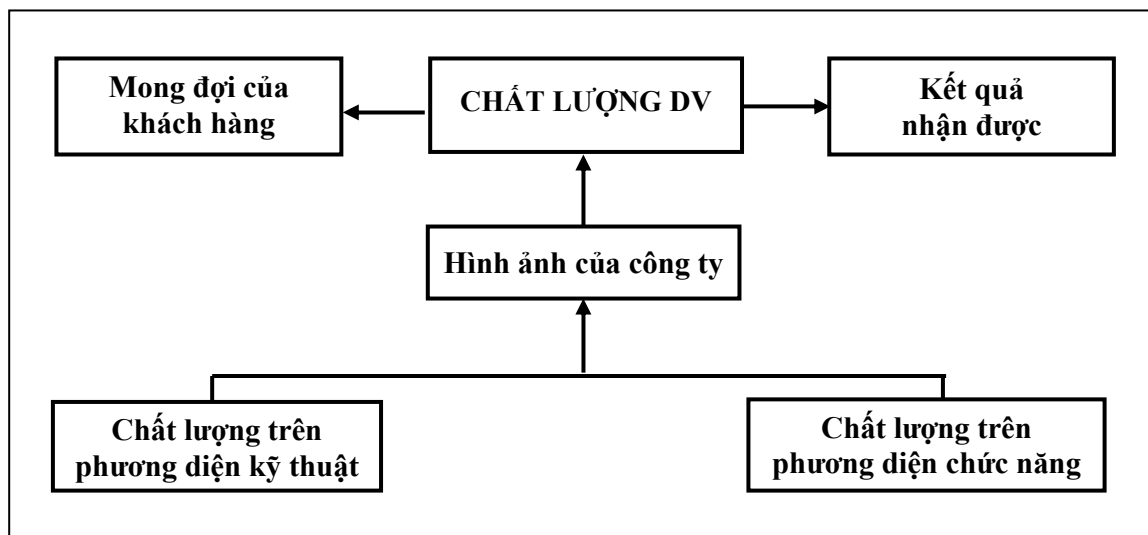 Mong đợi của
khách hàng
CHẤT LƯỢNG DV
Kết quả
nhận được
Hình ảnh của công ty
Chất lượng trên
phương diện kỹ thuật
Chất lượng trên
phương diện chức năng